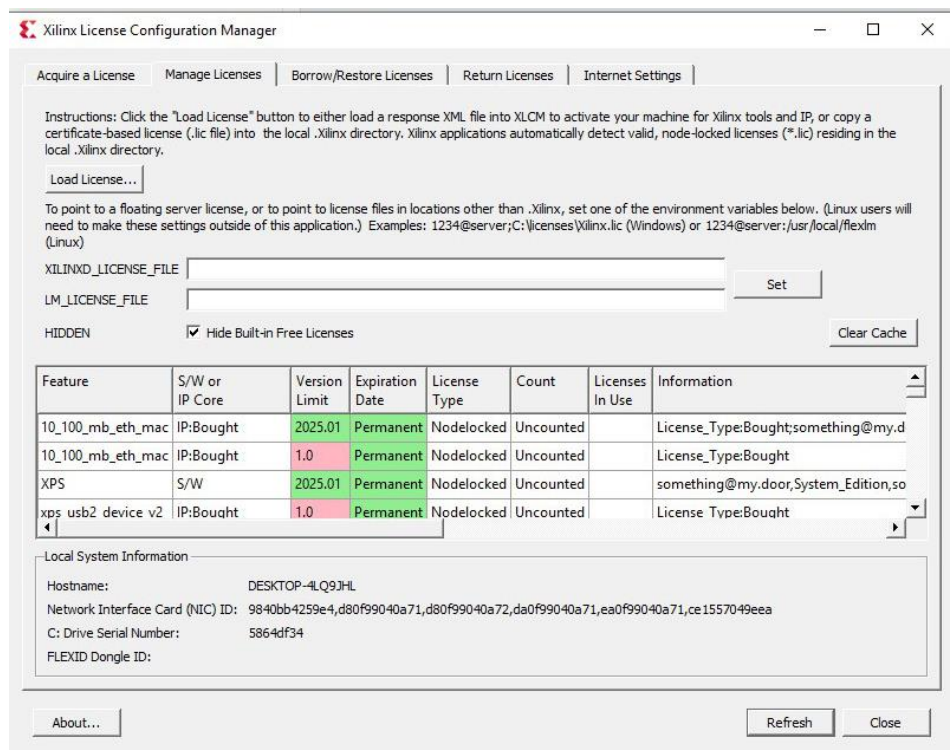 Xilinx License Configuration Manager
Acquire a License Manage Licenses Borrow/Restore Licenses Return Licenses Internet Settings
Instructions: Click the "Load License" button to either load a response XML file into XLCM to activate your machine for Xilinx tools and IP, or copy a
certificate-based license (.lic file) into the local .Xilinx directory. Xilinx applications automatically detect valid, node-locked licenses (*.lic) residing in the
local .Xilinx directory.
Load License...
To point to a floating server license, or to point to license files in locations other than .Xilinx, set one of the environment variables below. (Linux users will
need to make these settings outside of this application.) Examples: 1234@server;C:\licenses\Xilinx.lic (Windows) or 1234@server:/usr/local/flexlm
(Linux)
XILINXD_LICENSE_FILE
Set
LM_LICENSE_FILE
HIDDEN Hide Built-in Free Licenses Clear Cache
Feature S/W or Version Expiration License Count Licenses Information
IP Core Limit Date Type In Use
10_100_mb_eth_mac IP:Bought 2025.01 Permanent Nodelocked Uncounted License_Type:Bought;something@my.d
10_100_mb_eth_mac IP:Bought 1.0 Permanent Nodelocked Uncounted License_Type:Bought
XPS S/W 2025.01 Permanent Nodelocked Uncounted something@my.door,System_Edition,so
xps_usb2_device_v2 IP:Bought 1.0 Permanent Nodelocked Uncounted License_Type:Bought
Local System Information
Hostname: DESKTOP-4LQ9JHL
Network Interface Card (NIC) ID: 9840bb4259e4,d80f99040a71,d80f99040a72,da0f99040a71,ea0f99040a71,ce1557049eea
C: Drive Serial Number: 5864df34
FLEXID Dongle ID:
About... Refresh Close